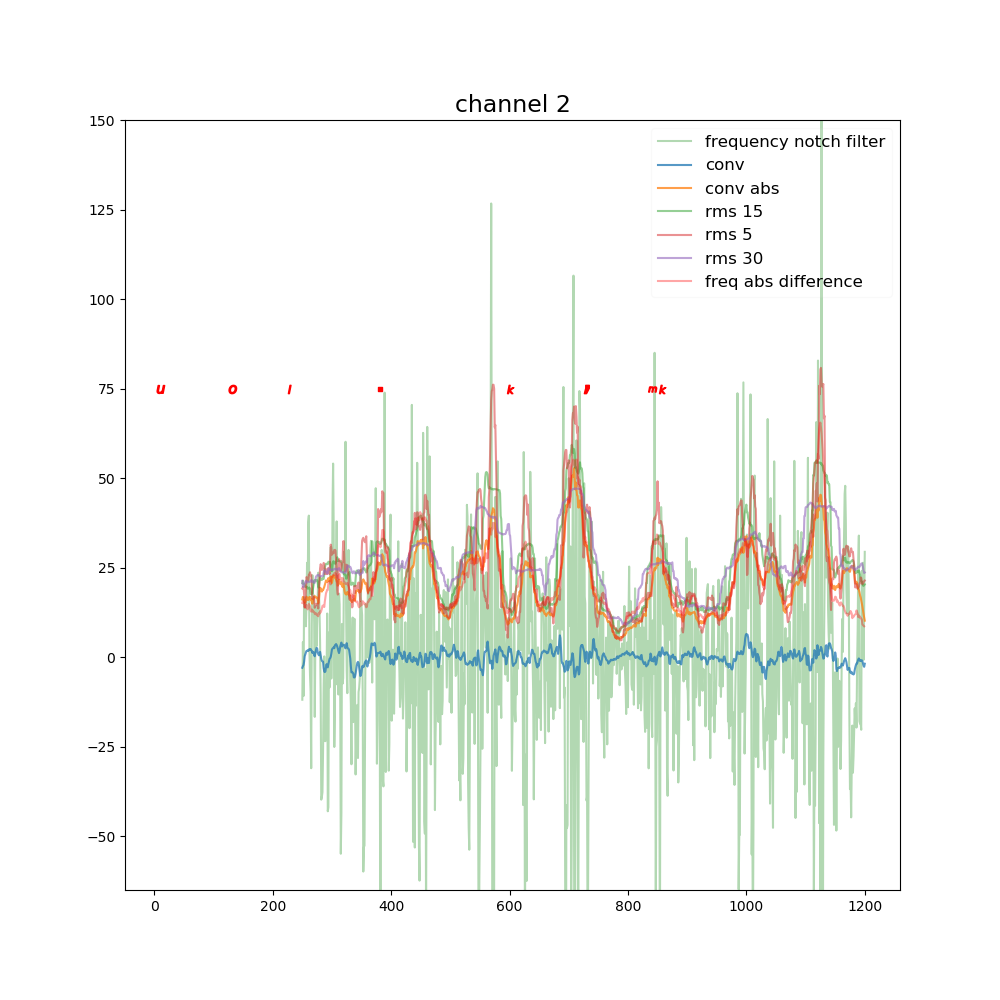 channel 2
150
125
100
75
50
25
0
−25
−50
frequency notch filter
conv
conv abs
rms 15
rms 5
rms 30
freq abs difference
u o l . k , mk
0 200 400 600 800 1000 1200